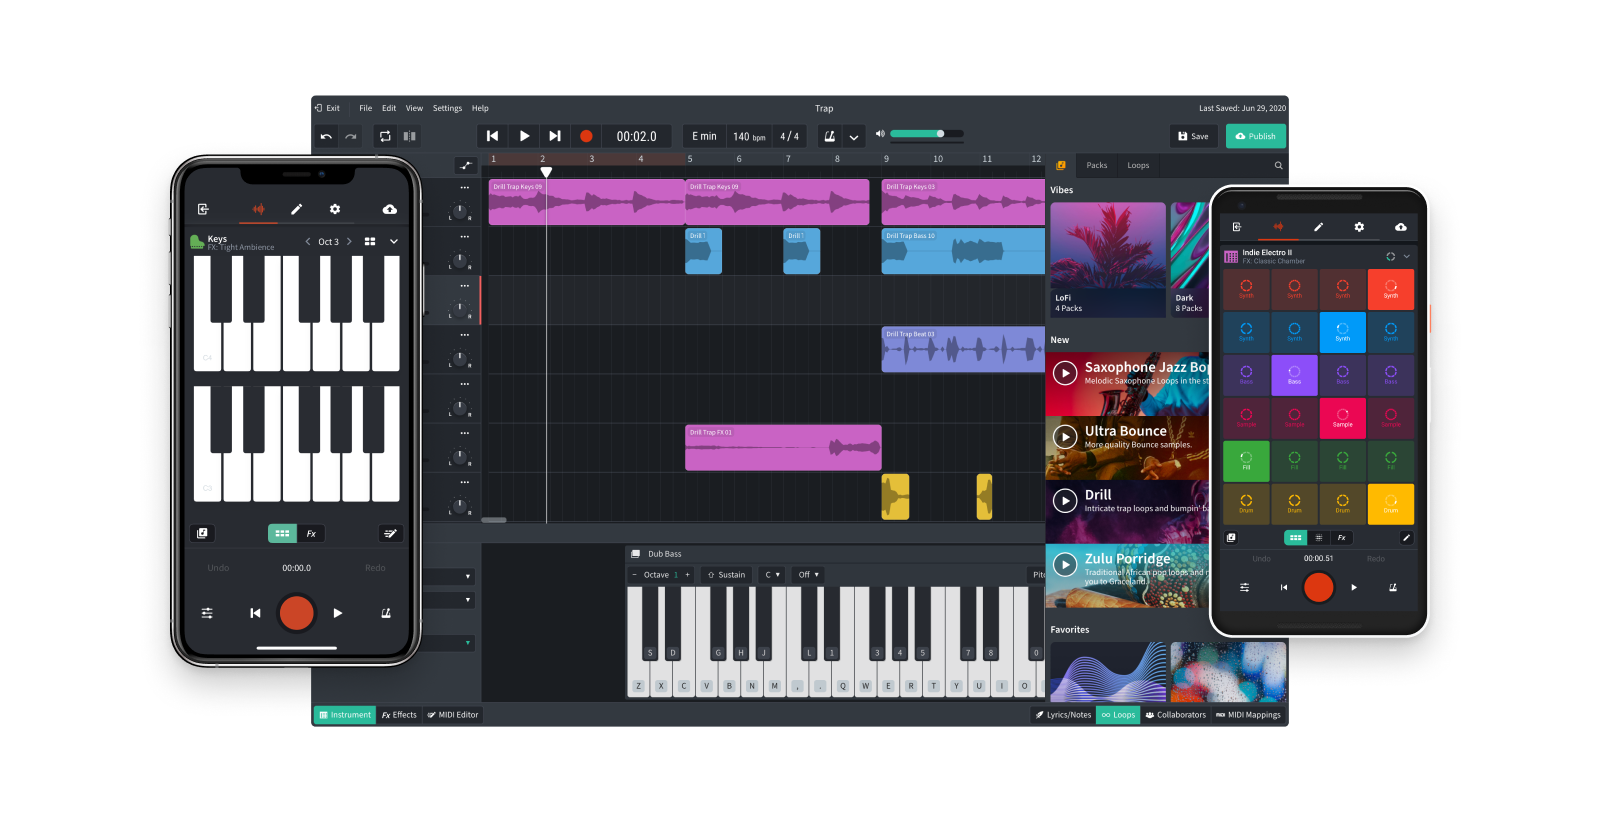 Exit File Edit View Settings Help
Trap
Last Saved: Jun 29, 2020
00:02.0
E min 140 bpm 4 / 4
Save
Publish
1 2 3 4 5 6 7 8 9 10 11 12
Drill Trap Keys 09
Drill Trap Keys 09
Drill Trap Keys 03
L R
Drill T
Drill T
Drill Trap Bass 10
L R
L R
Drill Trap Beat 03
L R
L R
Drill Trap FX 01
L R
L R
Packs Loops
Vibes
LoFi
4 Packs
Dark
8 Packs
New
Saxophone Jazz Bop
Melodic Saxophone Loops in the st
Ultra Bounce
More quality Bounce samples.
Drill
Intricate trap loops and bumpin' ba
Zulu Porridge
Traditional African pop loops and r
you to Graceland.
Favorites
Dub Bass
− Octave 1 +
Sustain
C
Off
Pitc
S D G H J L 1 3 4 5 7 8 0
Z X C V B N M , . Q W E R T Y U I O
Instrument
Fx Effects
MIDI Editor
Lyrics/Notes
Loops
Collaborators
MIDI Mappings
Keys
FX: Tight Ambience
Oct 3
C4
C3
Fx
Undo
00:00.0
Redo
Indie Electro II
FX: Classic Chamber
Synth Synth Synth Synth
Synth Synth Synth Synth
Bass Bass Bass Bass
Sample Sample Sample Sample
Fill Fill Fill Fill
Drum Drum Drum Drum
Fx
Undo
00:00.51
Redo